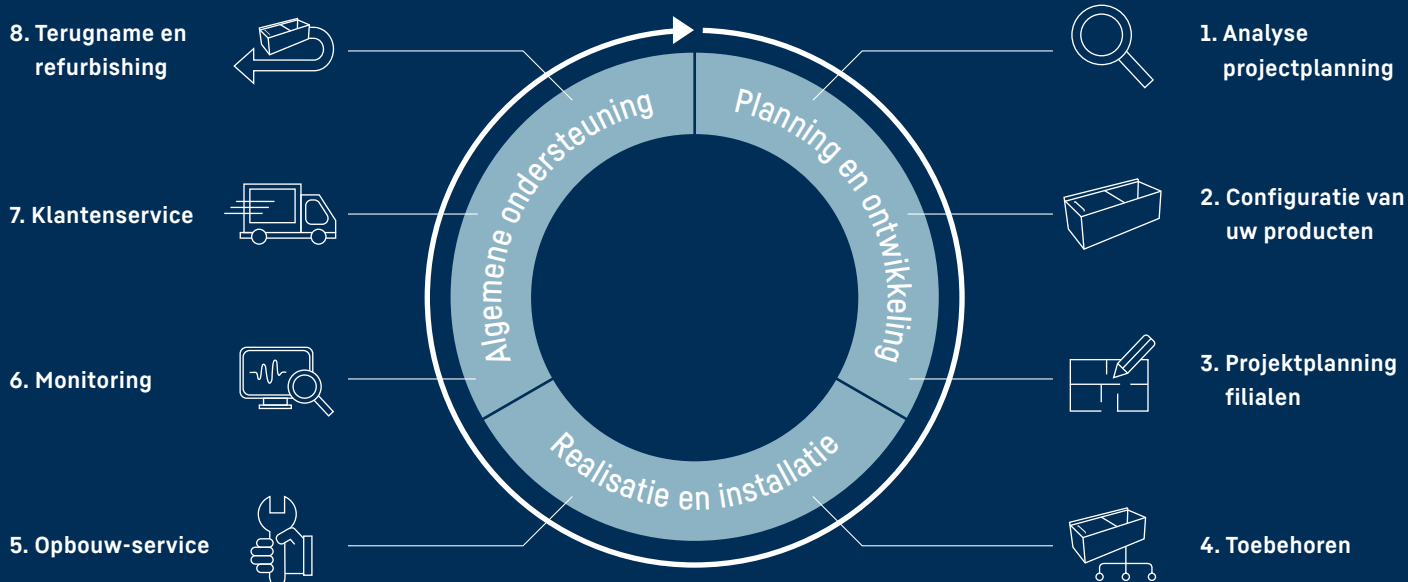 1. Analyse
projectplanning
2. Configuratie van
uw producten
3. Projektplanning
filialen
4. Toebehoren
5. Opbouw-service
6. Monitoring
7. Klantenservice
8. Terugname en
refurbishing
Planning en ontwikkeling
Realisatie en installatie
Algemene ondersteuning